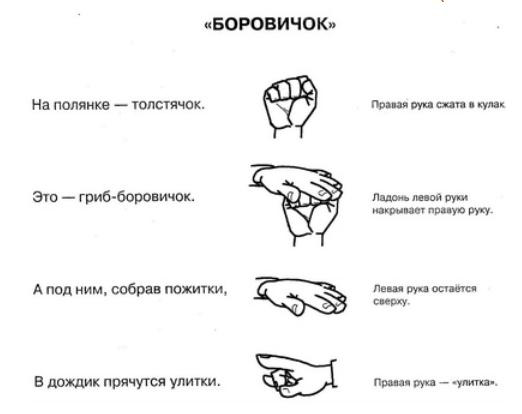 «БОРОВИЧОК»
На полянке — толстячок.
Правая рука сжата в кулак
Это — гриб-боровичок.
Ладонь левой руки
накрывает правую руку.
А под ним, собрав пожитки,
Левая рука остаётся
сверху.
В дождик прячутся улитки.
Правая рука — «улитка».